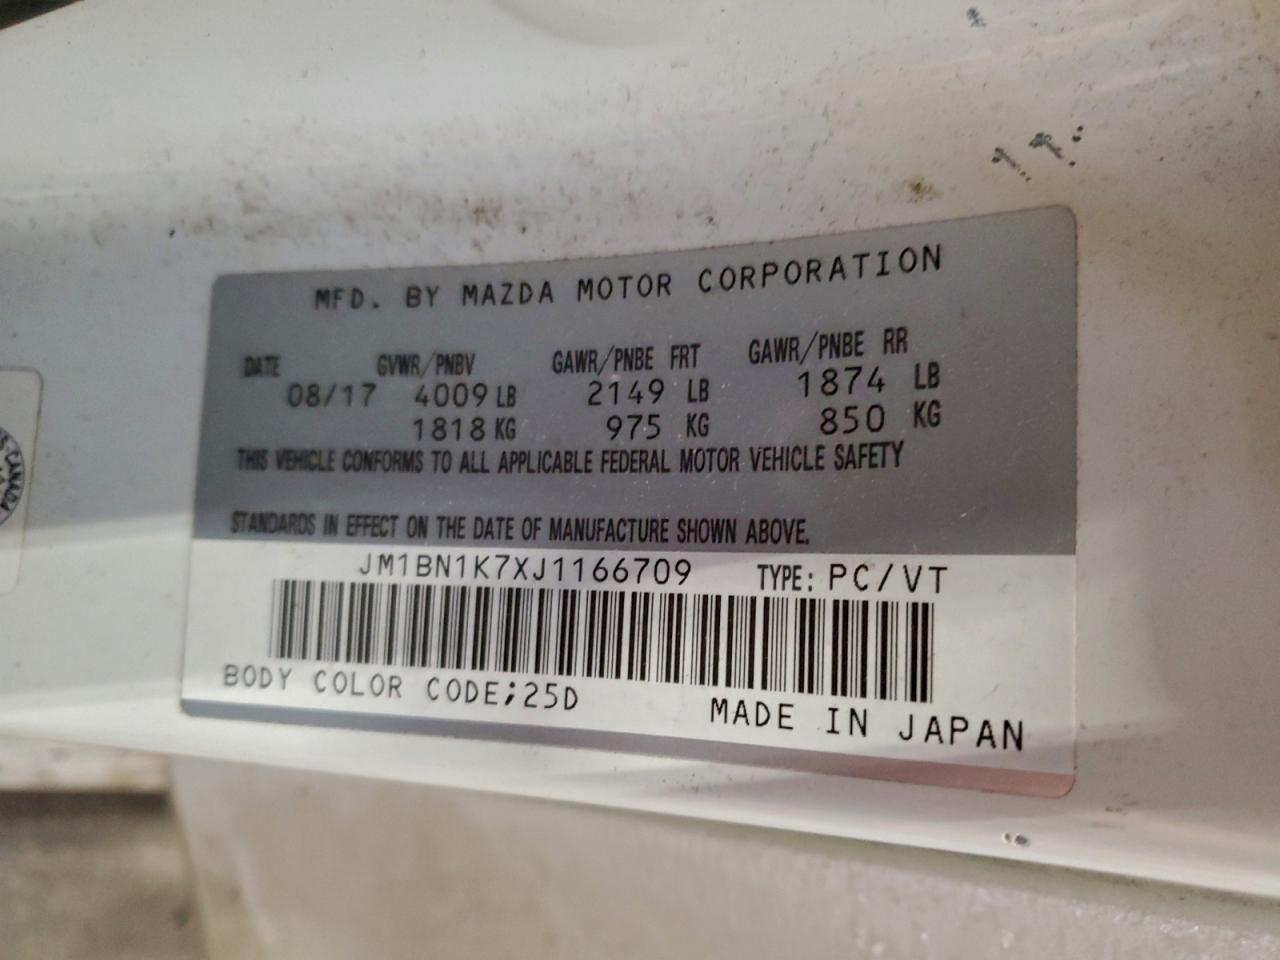 MFD. BY MAZDA MOTOR CORPORATION
DATE GVWR/PNBV GAWR/PNBE FRT GAWR/PNBE RR
08/17 4009 LB 2149 LB 1874 LB
1818 KG 975 KG 850 KG
THIS VEHICLE CONFORMS TO ALL APPLICABLE FEDERAL MOTOR VEHICLE SAFETY
STANDARDS IN EFFECT ON THE DATE OF MANUFACTURE SHOWN ABOVE.
JM1BN1K7XJ1166709 TYPE: PC/VT
BODY COLOR CODE;25D
MADE IN JAPAN
CANADA